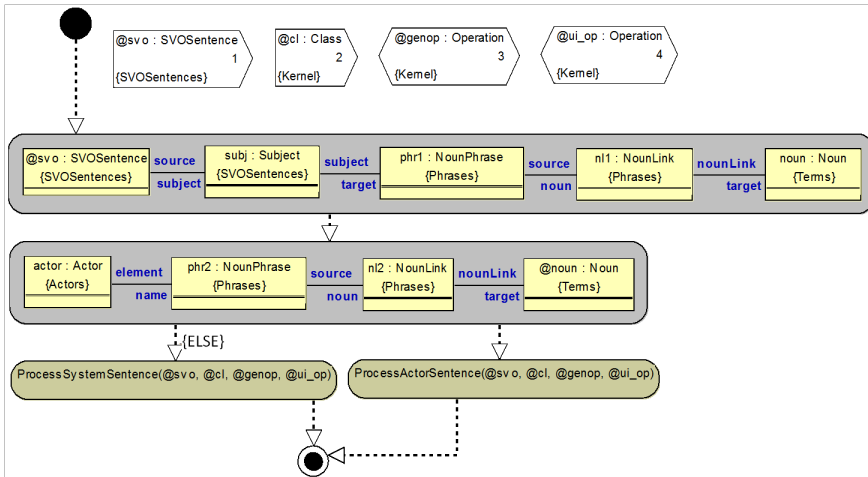 @svo : SVOSentence
1
{SVOSentences}
@cl : Class
2
{Kernel}
@genop : Operation
3
{Kernel}
@ui_op : Operation
4
{Kernel}
@svo : SVOSentence
{SVOSentences}
source
subject
subj : Subject
{SVOSentences}
subject
target
phr1 : NounPhrase
{Phrases}
source
noun
nl1 : NounLink
{Phrases}
nounLink
target
noun : Noun
{Terms}
actor : Actor
{Actors}
element
name
phr2 : NounPhrase
{Phrases}
source
noun
nl2 : NounLink
{Phrases}
nounLink
target
@noun : Noun
{Terms}
{ELSE}
ProcessSystemSentence(@svo, @cl, @genop, @ui_op)
ProcessActorSentence(@svo, @cl, @genop, @ui_op)